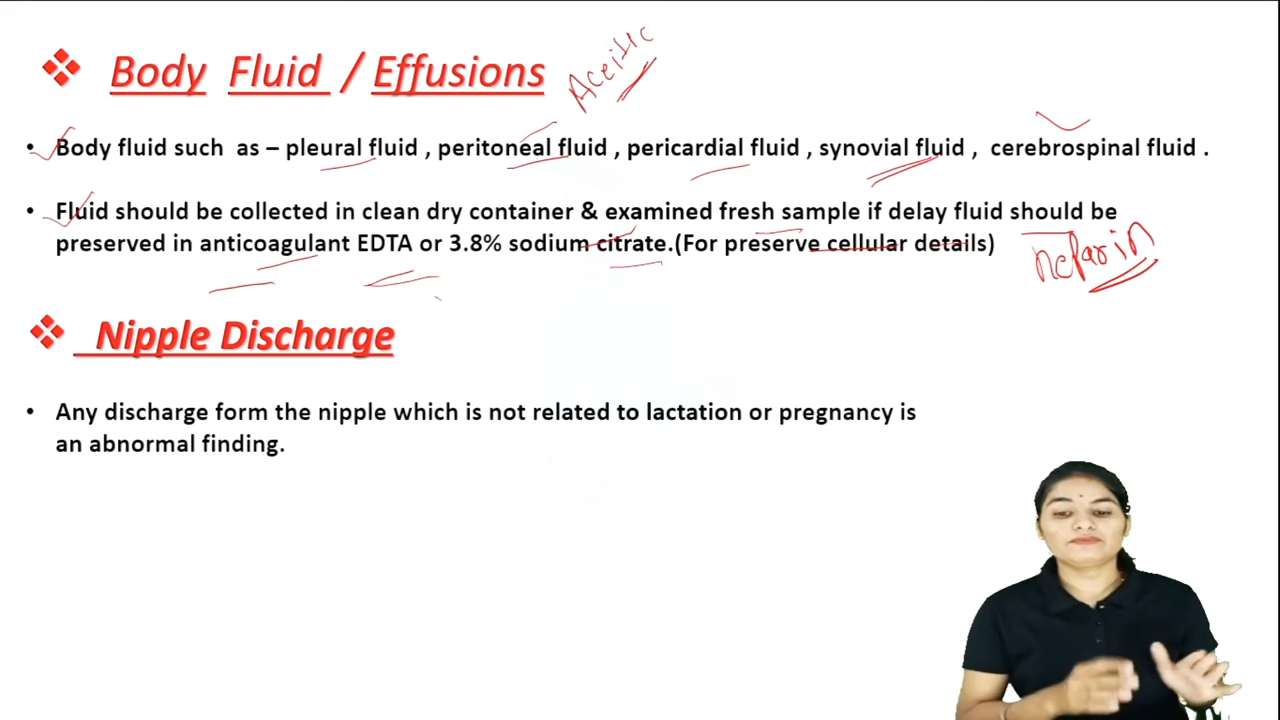 ❖ Body Fluid / Effusions
Aceitic
• Body fluid such as – pleural fluid , peritoneal fluid , pericardial fluid , synovial fluid , cerebrospinal fluid .
• Fluid should be collected in clean dry container & examined fresh sample if delay fluid should be
preserved in anticoagulant EDTA or 3.8% sodium citrate.(For preserve cellular details)
heparin
❖ Nipple Discharge
• Any discharge form the nipple which is not related to lactation or pregnancy is
an abnormal finding.